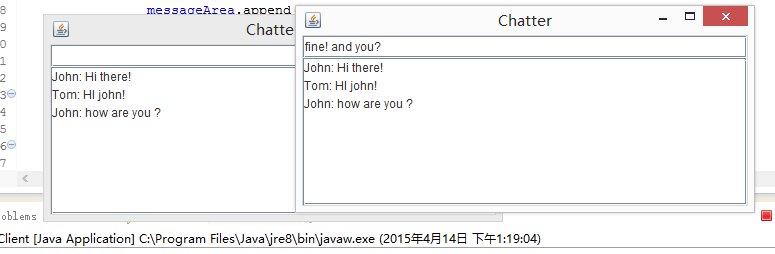 messageArea.append
Chatte
John: Hi there!
Tom: HI john!
John: how are you ?
Chatter
fine! and you?
John: Hi there!
Tom: HI john!
John: how are you ?
8
9
0
1
2
3
4
5
6
7
oblems
Client [Java Application] C:\Program Files\Java\jre8\bin\javaw.exe (2015年4月14日 下午1:19:04)